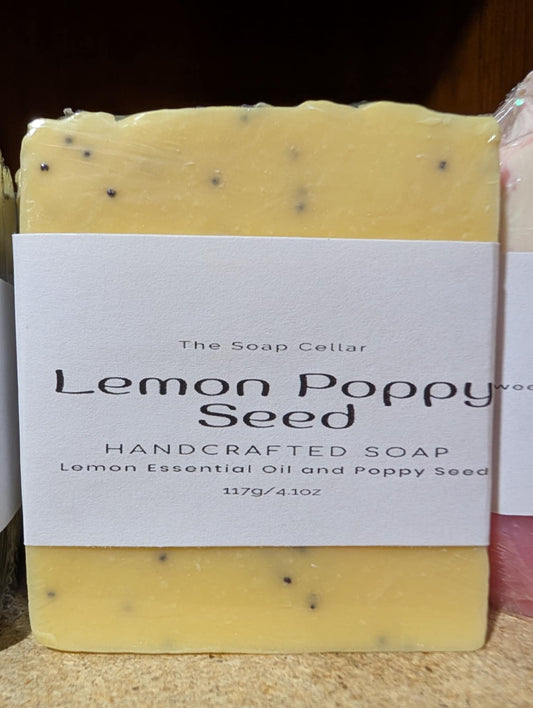 The Soap Cellar
Lemon Poppy
Seed
HANDCRAFTED SOAP
Lemon Essential Oil and Poppy Seed
117g/4.1oz